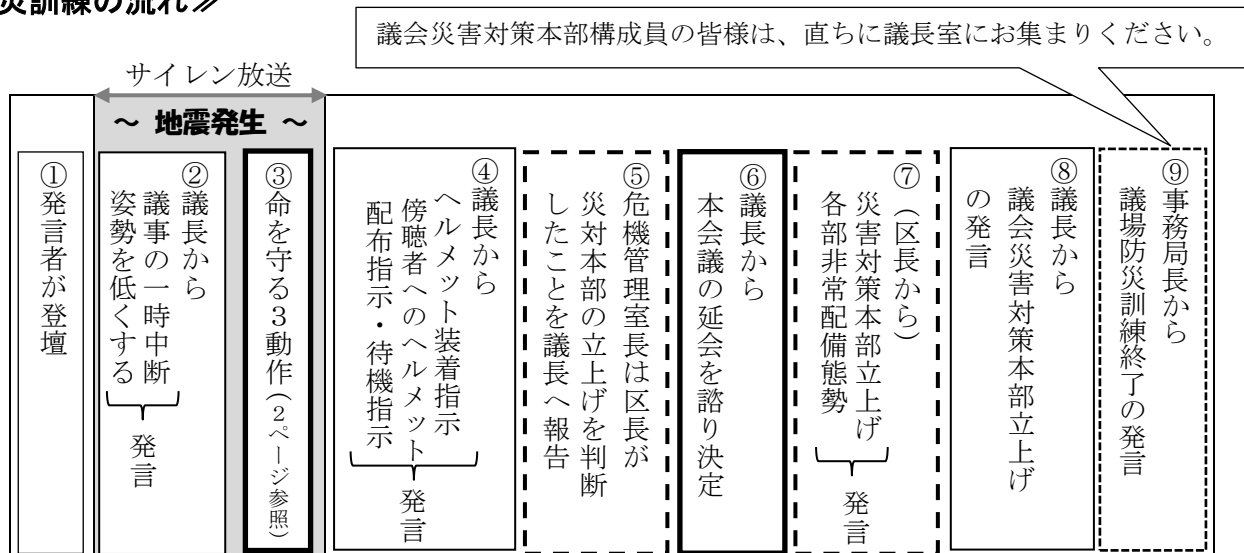 災訓練の流れ≫
議会災害対策本部構成員の皆様は、直ちに議長室にお集まりください。
サイレン放送
～ 地震発生 ～
①発言者が登壇
②議長から
議事の一時中断
姿勢を低くする
発言
③命を守る3動作(2ページ参照)
④議長から
ヘルメット装着指示
傍聴者へのヘルメット
配布指示・待機指示
発言
⑤危機管理室長は区長が
災対本部の立上げを判断
したことを議長へ報告
⑥議長から
本会議の延会を諮り決定
⑦(区長から)
災害対策本部立上げ
各部非常配備態勢
発言
⑧議長から
議会災害対策本部立上げ
の発言
⑨事務局長から
議場防災訓練終了の発言